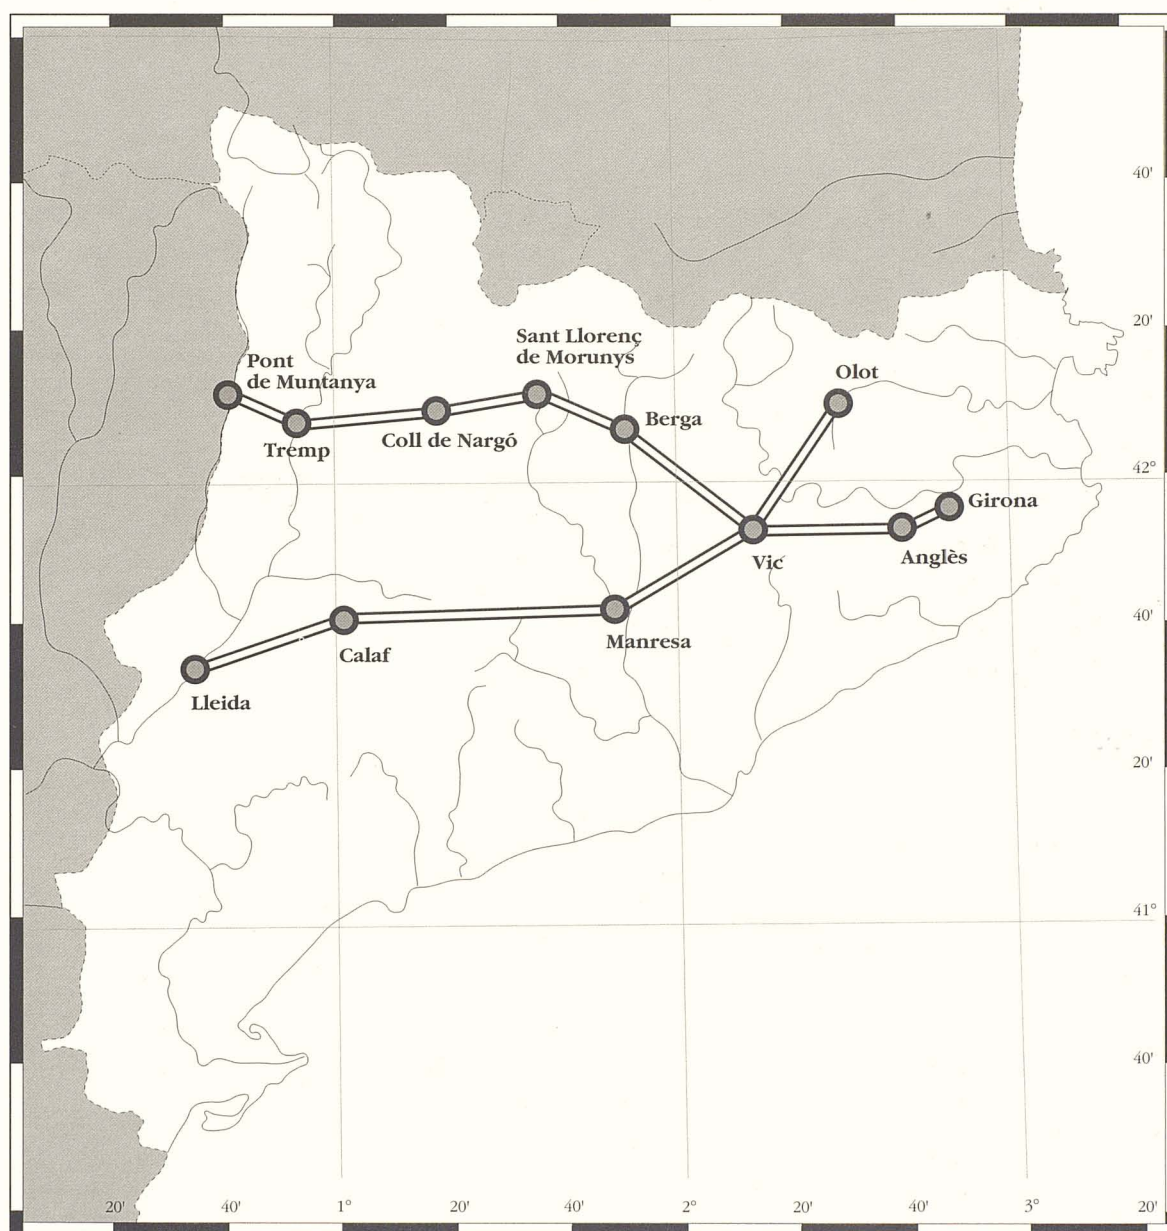 40'
20'
Sant Llorenç
de Morunys
Pont
de Muntanya
Olot
Berga
Coll de Nargó
Tremp
42°
Girona
Anglès
Vic
40'
Manresa
Calaf
Lleida
20'
41°
40'
20'
40'
1°
20'
40'
2°
20'
40'
3°
20'